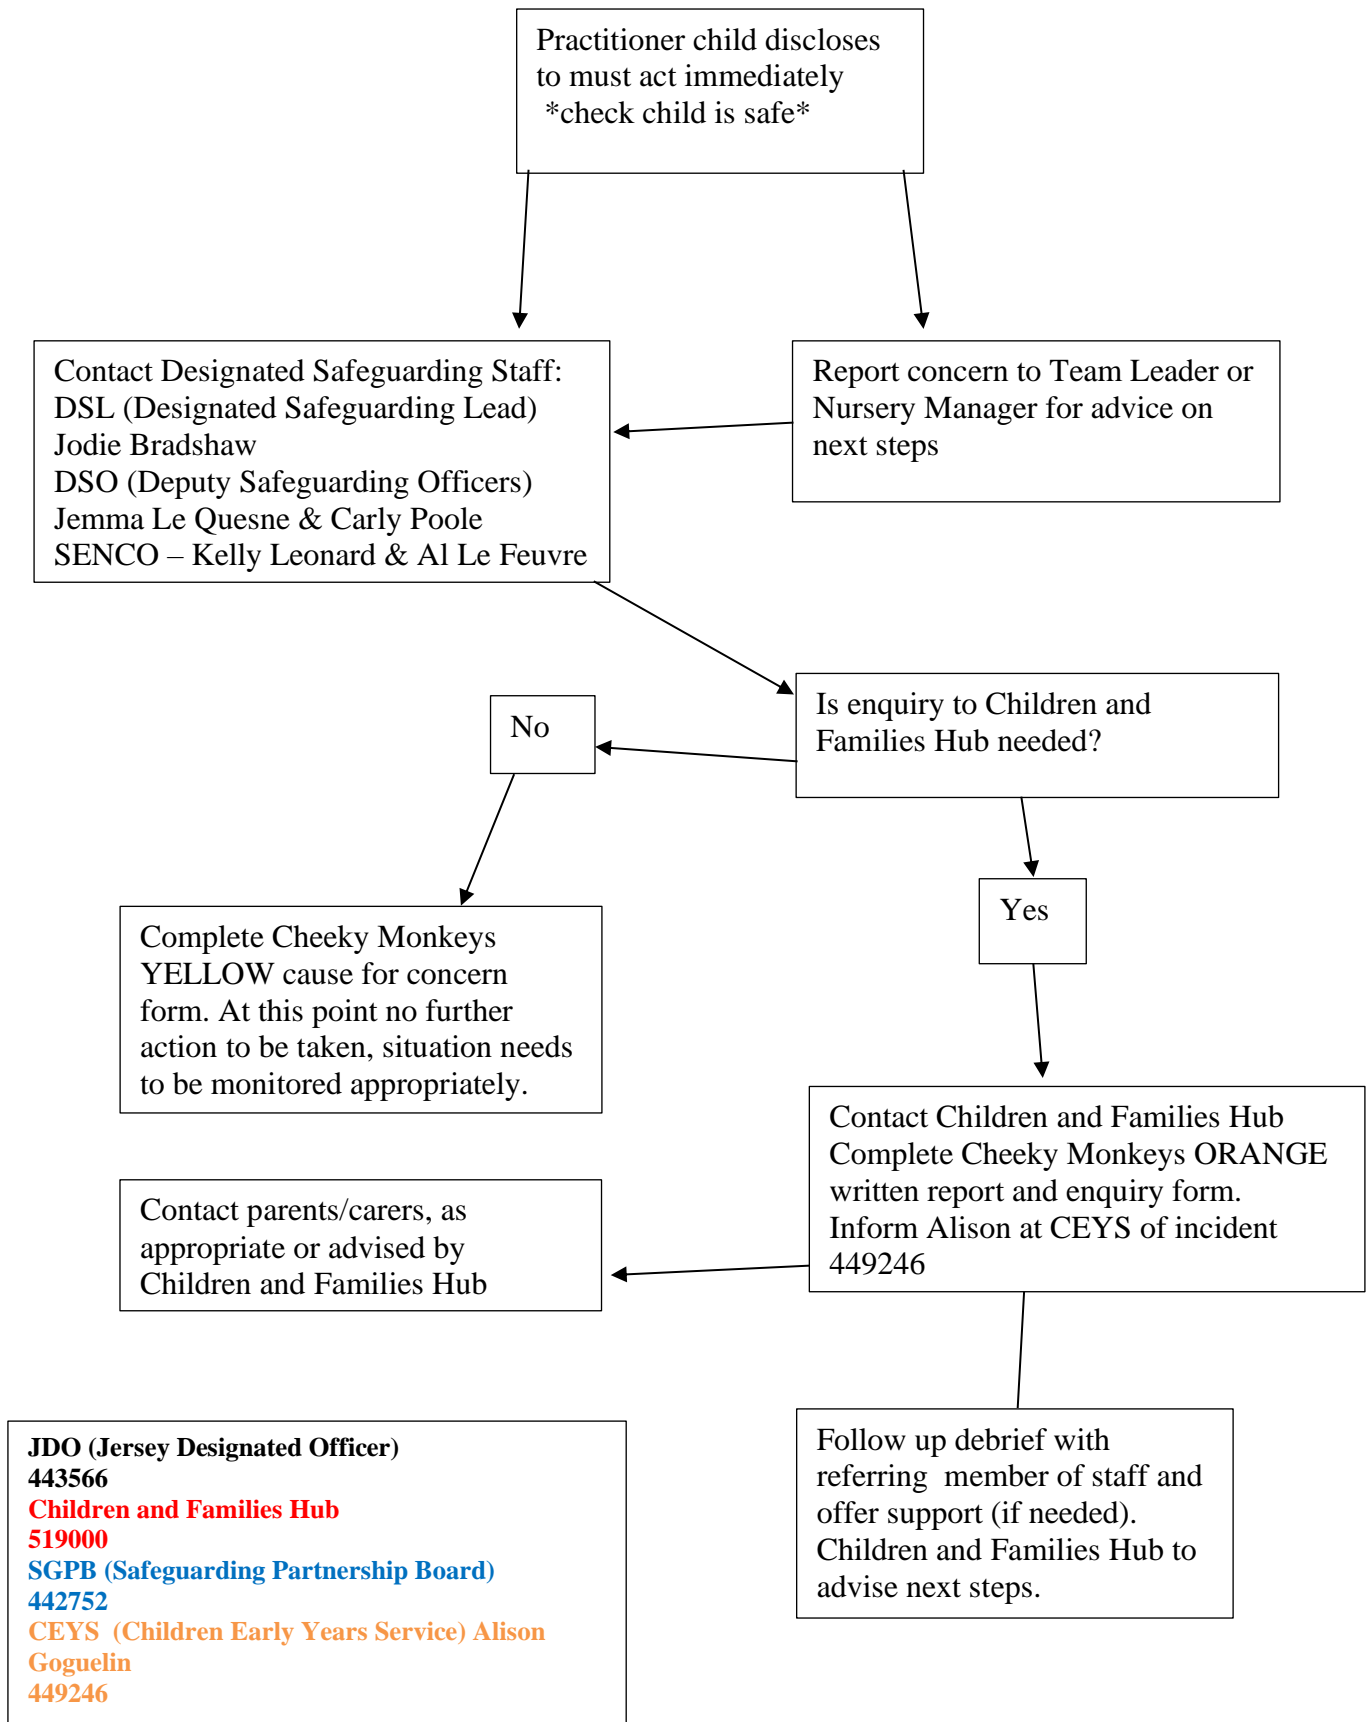 Practitioner child discloses
to must act immediately
*check child is safe*
Contact Designated Safeguarding Staff:
DSL (Designated Safeguarding Lead)
Jodie Bradshaw
DSO (Deputy Safeguarding Officers)
Jemma Le Quesne & Carly Poole
SENCO – Kelly Leonard & Al Le Feuvre
Report concern to Team Leader or
Nursery Manager for advice on
next steps
Is enquiry to Children and
Families Hub needed?
No
Yes
Complete Cheeky Monkeys
YELLOW cause for concern
form. At this point no further
action to be taken, situation needs
to be monitored appropriately.
Contact Children and Families Hub
Complete Cheeky Monkeys ORANGE
written report and enquiry form.
Inform Alison at CEYS of incident
449246
Contact parents/carers, as
appropriate or advised by
Children and Families Hub
Follow up debrief with
referring  member of staff and
offer support (if needed).
Children and Families Hub to
advise next steps.
JDO (Jersey Designated Officer)
443566
Children and Families Hub
519000
SGPB (Safeguarding Partnership Board)
442752
CEYS  (Children Early Years Service) Alison
Goguelin
449246